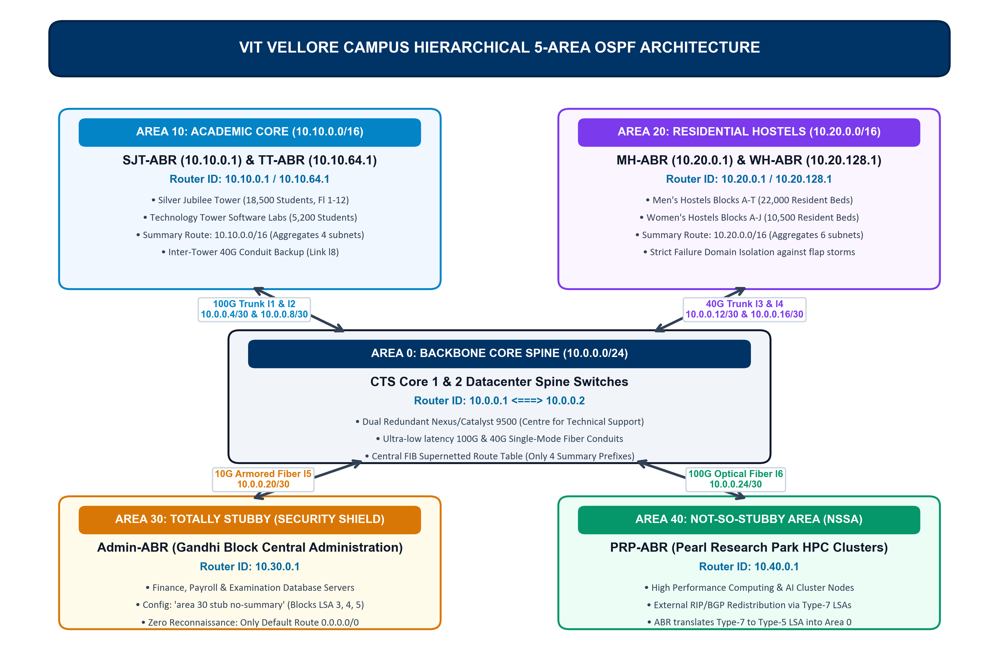 VIT VELLORE CAMPUS HIERARCHICAL 5-AREA OSPF ARCHITECTURE
AREA 10: ACADEMIC CORE (10.10.0.0/16)
SJT-ABR (10.10.0.1) & TT-ABR (10.10.64.1)
Router ID: 10.10.0.1 / 10.10.64.1
• Silver Jubilee Tower (18,500 Students, Fl 1-12)
• Technology Tower Software Labs (5,200 Students)
• Summary Route: 10.10.0.0/16 (Aggregates 4 subnets)
• Inter-Tower 40G Conduit Backup (Link l8)
AREA 20: RESIDENTIAL HOSTELS (10.20.0.0/16)
MH-ABR (10.20.0.1) & WH-ABR (10.20.128.1)
Router ID: 10.20.0.1 / 10.20.128.1
• Men's Hostels Blocks A-T (22,000 Resident Beds)
• Women's Hostels Blocks A-J (10,500 Resident Beds)
• Summary Route: 10.20.0.0/16 (Aggregates 6 subnets)
• Strict Failure Domain Isolation against flap storms
100G Trunk l1 & l2
10.0.0.4/30 & 10.0.0.8/30
40G Trunk l3 & l4
10.0.0.12/30 & 10.0.0.16/30
AREA 0: BACKBONE CORE SPINE (10.0.0.0/24)
CTS Core 1 & 2 Datacenter Spine Switches
Router ID: 10.0.0.1 <===> 10.0.0.2
• Dual Redundant Nexus/Catalyst 9500 (Centre for Technical Support)
• Ultra-low latency 100G & 40G Single-Mode Fiber Conduits
• Central FIB Supernetted Route Table (Only 4 Summary Prefixes)
10G Armored Fiber l5
10.0.0.20/30
100G Optical Fiber l6
10.0.0.24/30
AREA 30: TOTALLY STUBBY (SECURITY SHIELD)
Admin-ABR (Gandhi Block Central Administration)
Router ID: 10.30.0.1
• Finance, Payroll & Examination Database Servers
• Config: 'area 30 stub no-summary' (Blocks LSA 3, 4, 5)
• Zero Reconnaissance: Only Default Route 0.0.0.0/0
AREA 40: NOT-SO-STUBBY AREA (NSSA)
PRP-ABR (Pearl Research Park HPC Clusters)
Router ID: 10.40.0.1
• High Performance Computing & AI Cluster Nodes
• External RIP/BGP Redistribution via Type-7 LSAs
• ABR translates Type-7 to Type-5 LSA into Area 0